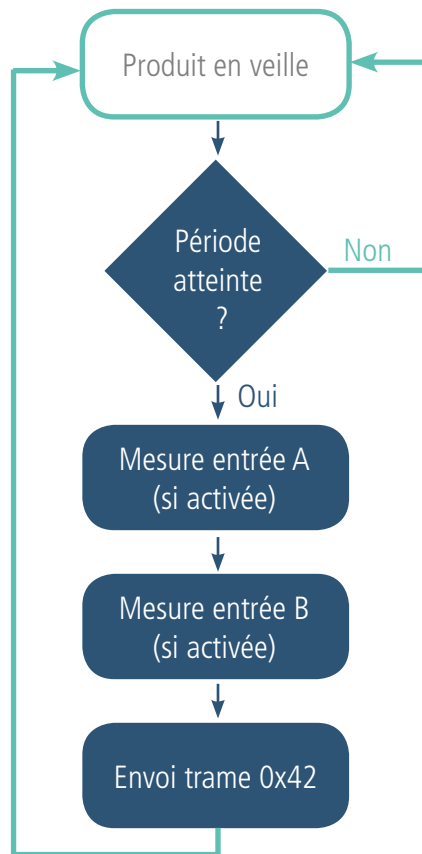 Produit en veille
Période
atteinte
?
Non
Oui
Mesure entrée A
(si activée)
Mesure entrée B
(si activée)
Envoi trame 0x42